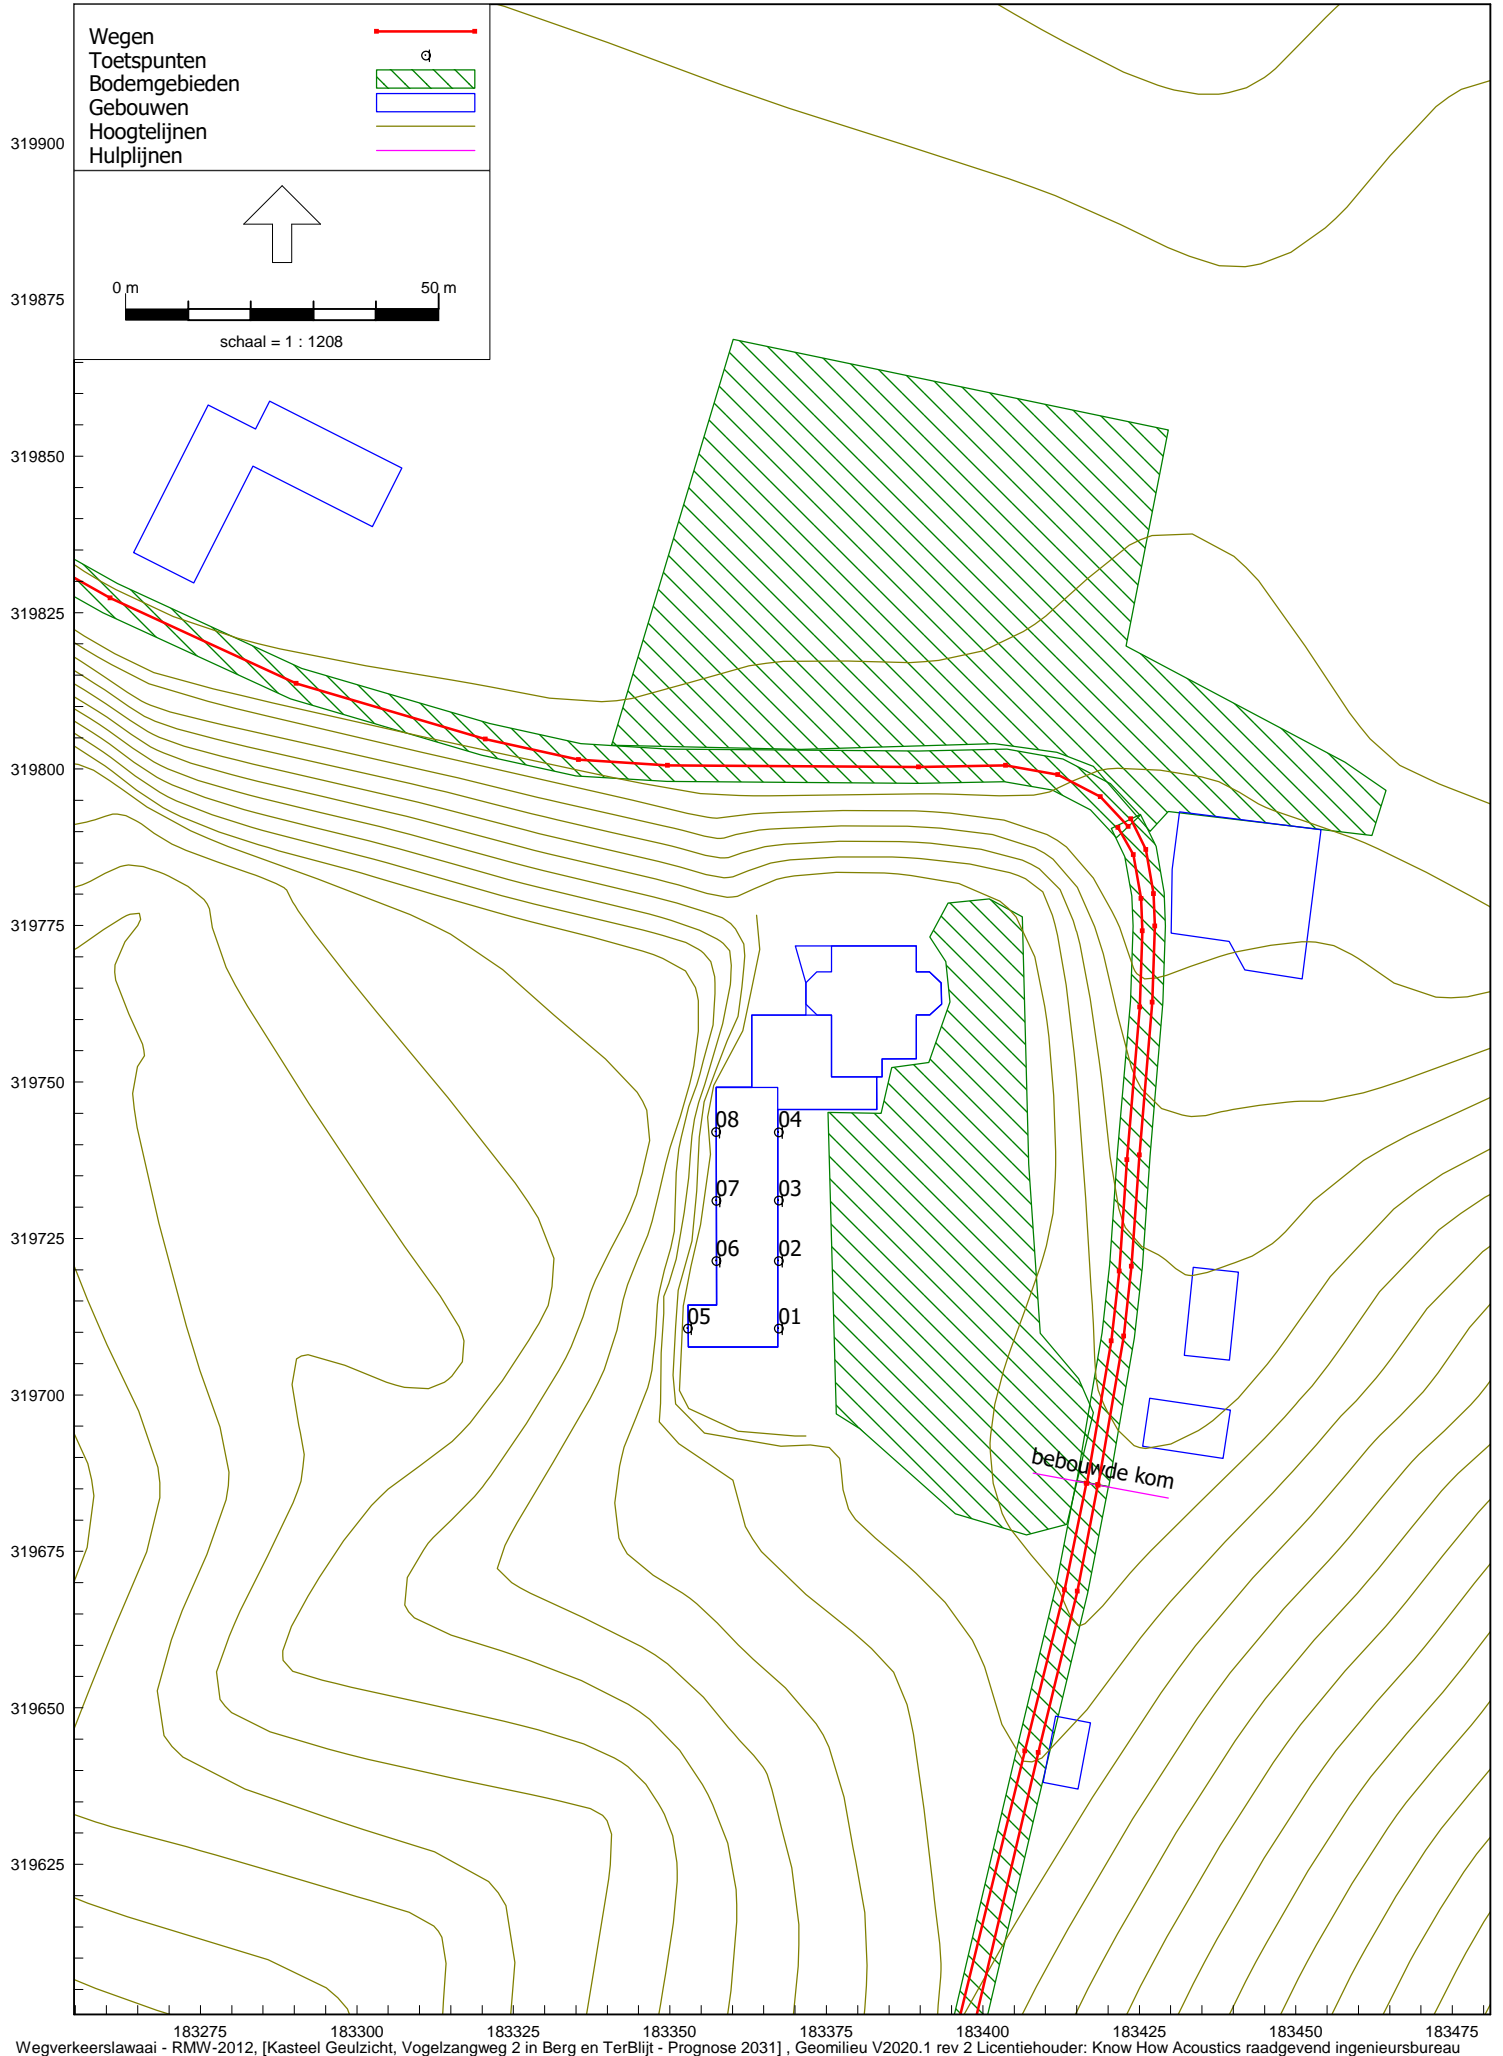 Wegen
Toetspunten
Bodemgebieden
Gebouwen
Hoogtelijnen
Hulplijnen
0 m 50 m
schaal = 1 : 1208
319900
319875
319850
319825
319800
319775
319750
319725
319700
319675
319650
319625
08 04
07 03
06 02
05 01
bebouwde kom
183275 183300 183325 183350 183375 183400 183425 183450 183475
Wegverkeerslawaai - RMW-2012, [Kasteel Geulzicht, Vogelzangweg 2 in Berg en TerBlijt - Prognose 2031] , Geomilieu V2020.1 rev 2 Licentiehouder: Know How Acoustics raadgevend ingenieursbureau